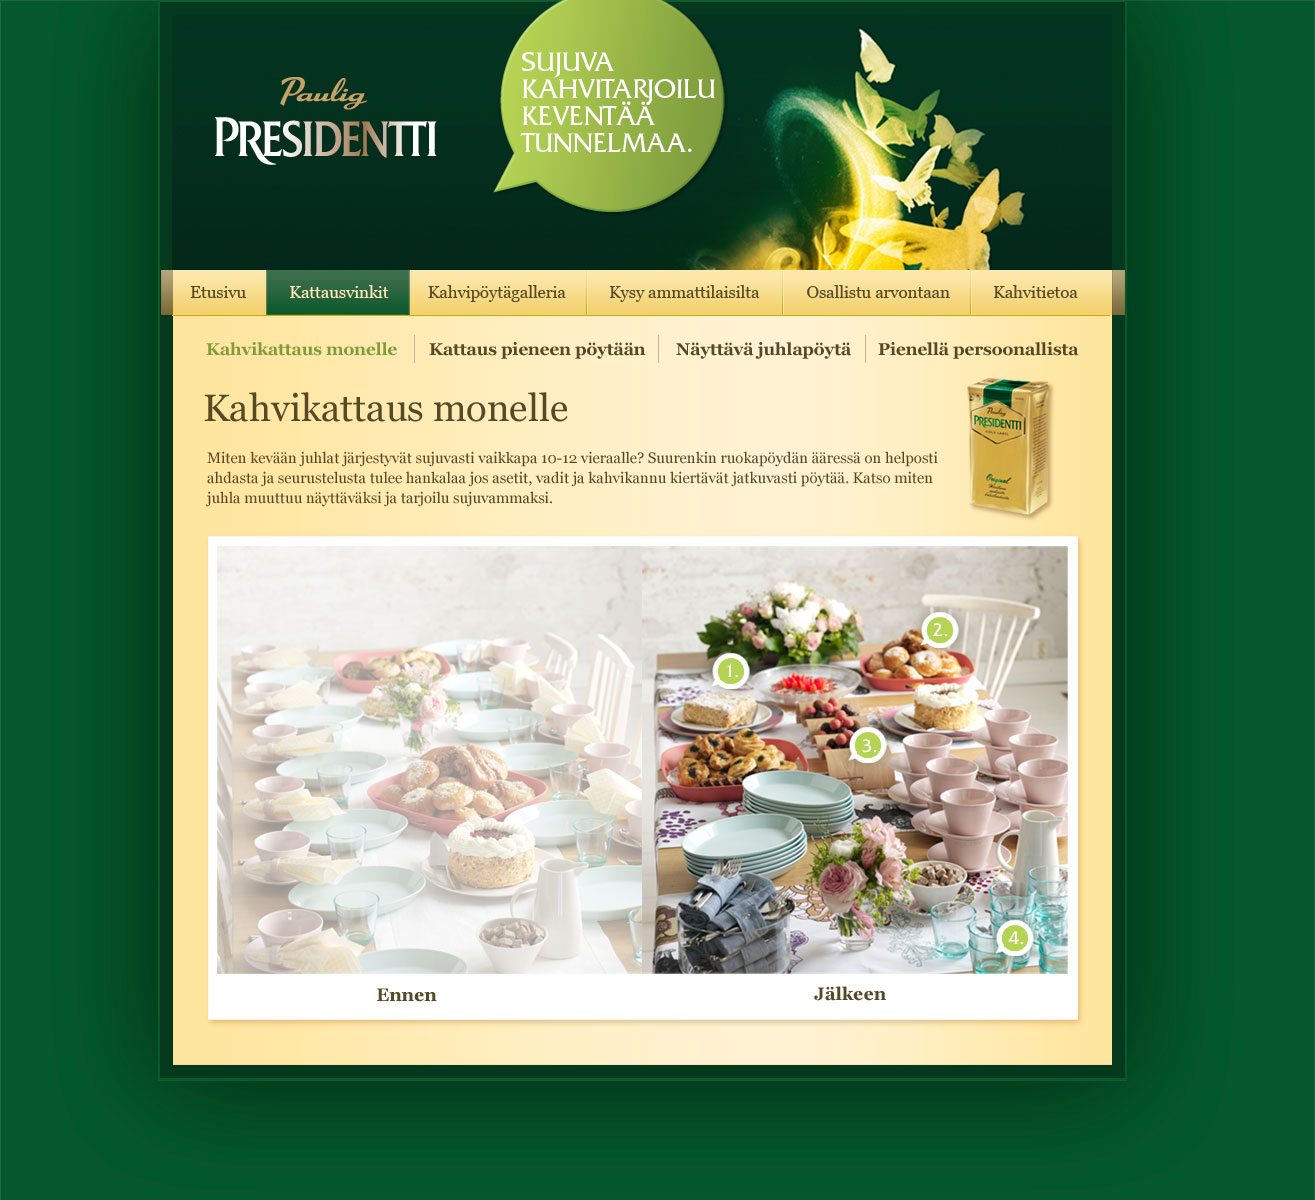 Paulig
PRESIDENTTI
SUJUVA
KAHVITARJOILU
KEVENTÄÄ
TUNNELMAA.
Etusivu
Kattausvinkit
Kahvipöytägalleria
Kysy ammattilaisilta
Osallistu arvontaan
Kahvitietoa
Kahvikattaus monelle
Kattaus pieneen pöytään
Näyttävä juhlapöytä
Pienellä persoonallista
Kahvikattaus monelle
Miten kevään juhlat järjestyvät sujuvasti vaikkapa 10-12 vieraalle? Suurenkin ruokapöydän ääressä on helposti
ahdasta ja seurustelusta tulee hankalaa jos asetit, vadit ja kahvikannu kiertävät jatkuvasti pöytää. Katso miten
juhla muuttuu näyttäväksi ja tarjoilu sujuvammaksi.
Paulig
PRESIDENTTI
Original
1.
2.
3.
4.
Ennen
Jälkeen